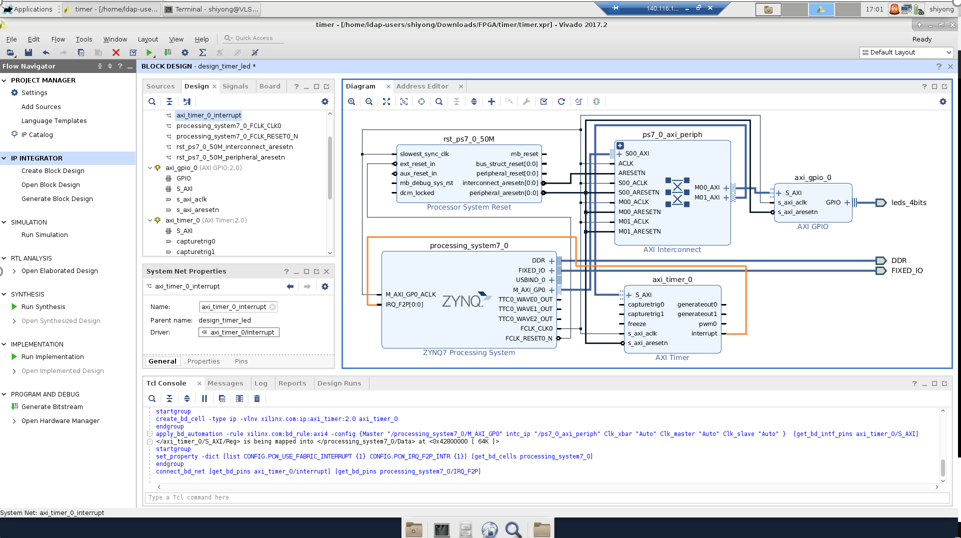 Applications
timer - [/home/ldap-use...
Terminal - shiyong@VLS...
140.116.1...
17:01
shiyong
timer - [/home/ldap-users/shiyong/Downloads/FPGA/timer/timer.xpr] - Vivado 2017.2
File Edit Flow Tools Window Layout View Help
Quick Access
Ready
Default Layout
Flow Navigator
PROJECT MANAGER
Settings
Add Sources
Language Templates
IP Catalog
IP INTEGRATOR
Create Block Design
Open Block Design
Generate Block Design
SIMULATION
Run Simulation
RTL ANALYSIS
Open Elaborated Design
SYNTHESIS
Run Synthesis
Open Synthesized Design
IMPLEMENTATION
Run Implementation
Open Implemented Design
PROGRAM AND DEBUG
Generate Bitstream
Open Hardware Manager
BLOCK DESIGN - design_timer_led *
Sources Design Signals Board
axi_timer_0_interrupt
processing_system7_0_FCLK_CLK0
processing_system7_0_FCLK_RESET0_N
rst_ps7_0_50M_interconnect_aresetn
rst_ps7_0_50M_peripheral_aresetn
axi_gpio_0 (AXI GPIO:2.0)
GPIO
S_AXI
s_axi_aclk
s_axi_aresetn
axi_timer_0 (AXI Timer:2.0)
S_AXI
capturetrig0
capturetrig1
System Net Properties
axi_timer_0_interrupt
Name: axi_timer_0_interrupt
Parent name: design_timer_led
Driver: axi_timer_0/interrupt
General Properties Pins
Diagram Address Editor
rst_ps7_0_50M
slowest_sync_clk
ext_reset_in
aux_reset_in
mb_debug_sys_rst
dcm_locked
mb_reset
bus_struct_reset[0:0]
peripheral_reset[0:0]
interconnect_aresetn[0:0]
peripheral_aresetn[0:0]
Processor System Reset
ps7_0_axi_periph
S00_AXI
ACLK
ARESETN
S00_ACLK
S00_ARESETN
M00_ACLK
M00_ARESETN
M01_ACLK
M01_ARESETN
M00_AXI
M01_AXI
AXI Interconnect
axi_gpio_0
S_AXI
s_axi_aclk
s_axi_aresetn
GPIO
AXI GPIO
leds_4bits
DDR
FIXED_IO
processing_system7_0
M_AXI_GP0_ACLK
IRQ_F2P[0:0]
ZYNQ
DDR
FIXED_IO
USBIND_0
M_AXI_GP0
TTC0_WAVE0_OUT
TTC0_WAVE1_OUT
TTC0_WAVE2_OUT
FCLK_CLK0
FCLK_RESET0_N
ZYNQ7 Processing System
axi_timer_0
S_AXI
capturetrig0
capturetrig1
freeze
s_axi_aclk
s_axi_aresetn
generateout0
generateout1
pwm0
interrupt
AXI Timer
Tcl Console Messages Log Reports Design Runs
startgroup
create_bd_cell -type ip -vlnv xilinx.com:ip:axi_timer:2.0 axi_timer_0
endgroup
apply_bd_automation -rule xilinx.com:bd_rule:axi4 -config {Master "/processing_system7_0/M_AXI_GP0" intc_ip "/ps7_0_axi_periph" Clk_xbar "Auto" Clk_master "Auto" Clk_slave "Auto" } [get_bd_intf_pins axi_timer_0/S_AXI]
</axi_timer_0/S_AXI/Reg> is being mapped into </processing_system7_0/Data> at <0x42800000 [ 64K ]>
startgroup
set_property -dict [list CONFIG.PCW_USE_FABRIC_INTERRUPT {1} CONFIG.PCW_IRQ_F2P_INTR {1}] [get_bd_cells processing_system7_0]
endgroup
connect_bd_net [get_bd_pins axi_timer_0/interrupt] [get_bd_pins processing_system7_0/IRQ_F2P]
Type a Tcl command here
System Net: axi_timer_0_interrupt